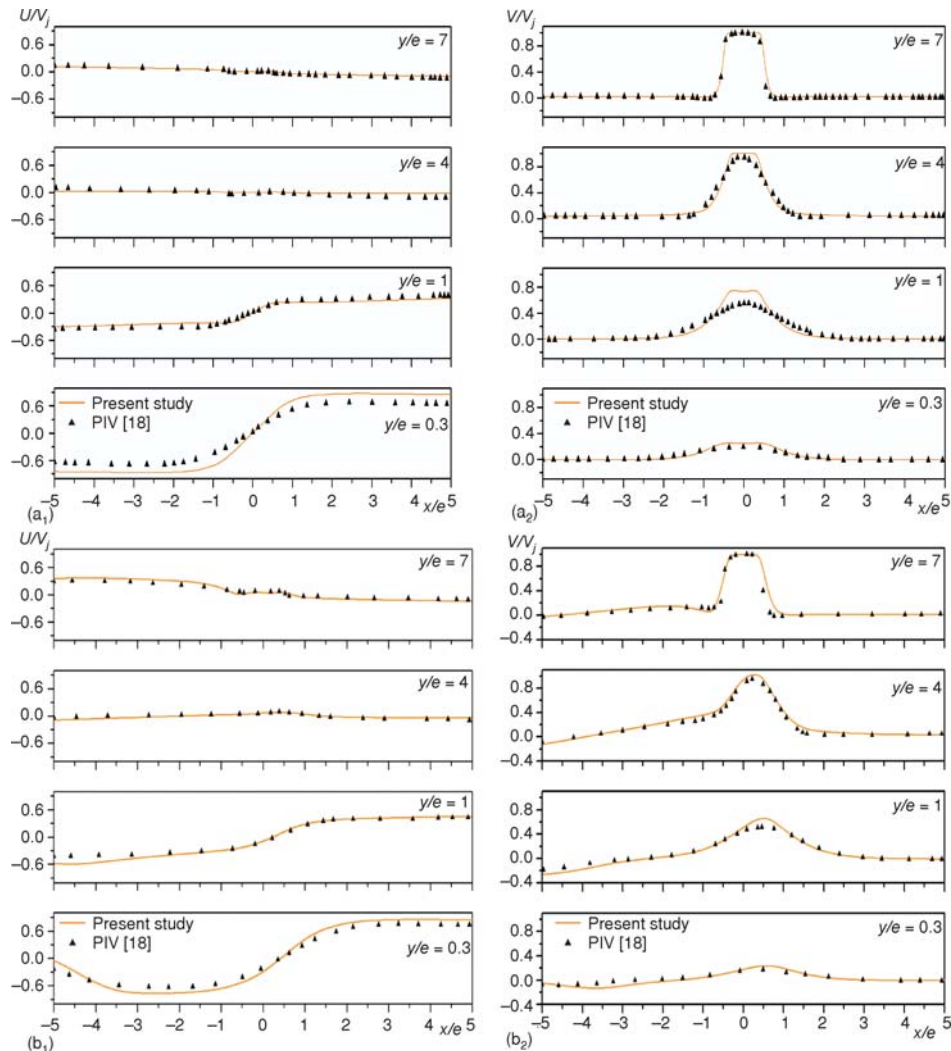 U/Vj
0.6
0.0
−0.6
y/e = 7
0.6
0.0
−0.6
y/e = 4
0.6
0.0
−0.6
y/e = 1
0.6
0.0
−0.6
Present study
PIV [18]
y/e = 0.3
−5 −4 −3 −2 −1 0 1 2 3 4 5
(a1)
x/e
V/Vj
0.8
0.4
0.0
y/e = 7
0.8
0.4
0.0
y/e = 4
0.8
0.4
0.0
y/e = 1
0.8
0.4
0.0
y/e = 0.3
Present study
PIV [18]
−5 −4 −3 −2 −1 0 1 2 3 4 5
(a2)
x/e
U/Vj
0.6
0.0
−0.6
y/e = 7
0.6
0.0
−0.6
y/e = 4
0.6
0.0
−0.6
y/e = 1
0.6
0.0
−0.6
Present study
PIV [18]
y/e = 0.3
−5 −4 −3 −2 −1 0 1 2 3 4 5
(b1)
x/e
V/Vj
0.8
0.4
0.0
−0.4
y/e = 7
0.8
0.4
0.0
−0.4
y/e = 4
0.8
0.4
0.0
−0.4
y/e = 1
0.8
0.4
0.0
−0.4
Present study
PIV [18]
y/e = 0.3
−5 −4 −3 −2 −1 0 1 2 3 4 5
(b2)
x/e